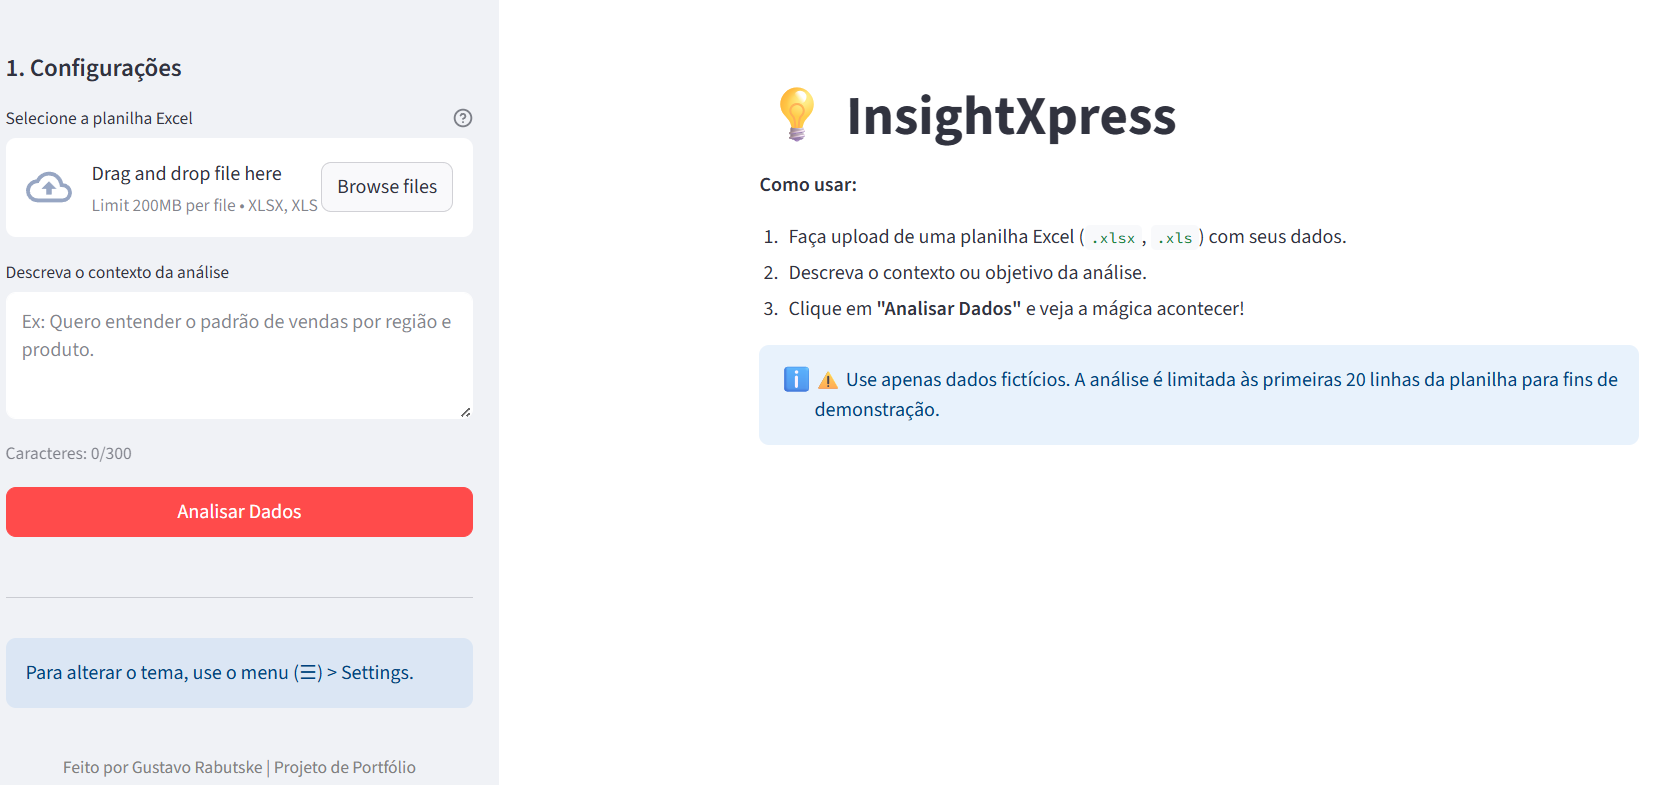 1. Configurações
Selecione a planilha Excel
Drag and drop file here
Limit 200MB per file • XLSX, XLS
Browse files
Descreva o contexto da análise
Ex: Quero entender o padrão de vendas por região e
produto.
Caracteres: 0/300
Analisar Dados
Para alterar o tema, use o menu (☰) > Settings.
Feito por Gustavo Rabutske | Projeto de Portfólio
InsightXpress
Como usar:
1. Faça upload de uma planilha Excel ( .xlsx , .xls ) com seus dados.
2. Descreva o contexto ou objetivo da análise.
3. Clique em "Analisar Dados" e veja a mágica acontecer!
ℹ️ ⚠️ Use apenas dados fictícios. A análise é limitada às primeiras 20 linhas da planilha para fins de
demonstração.